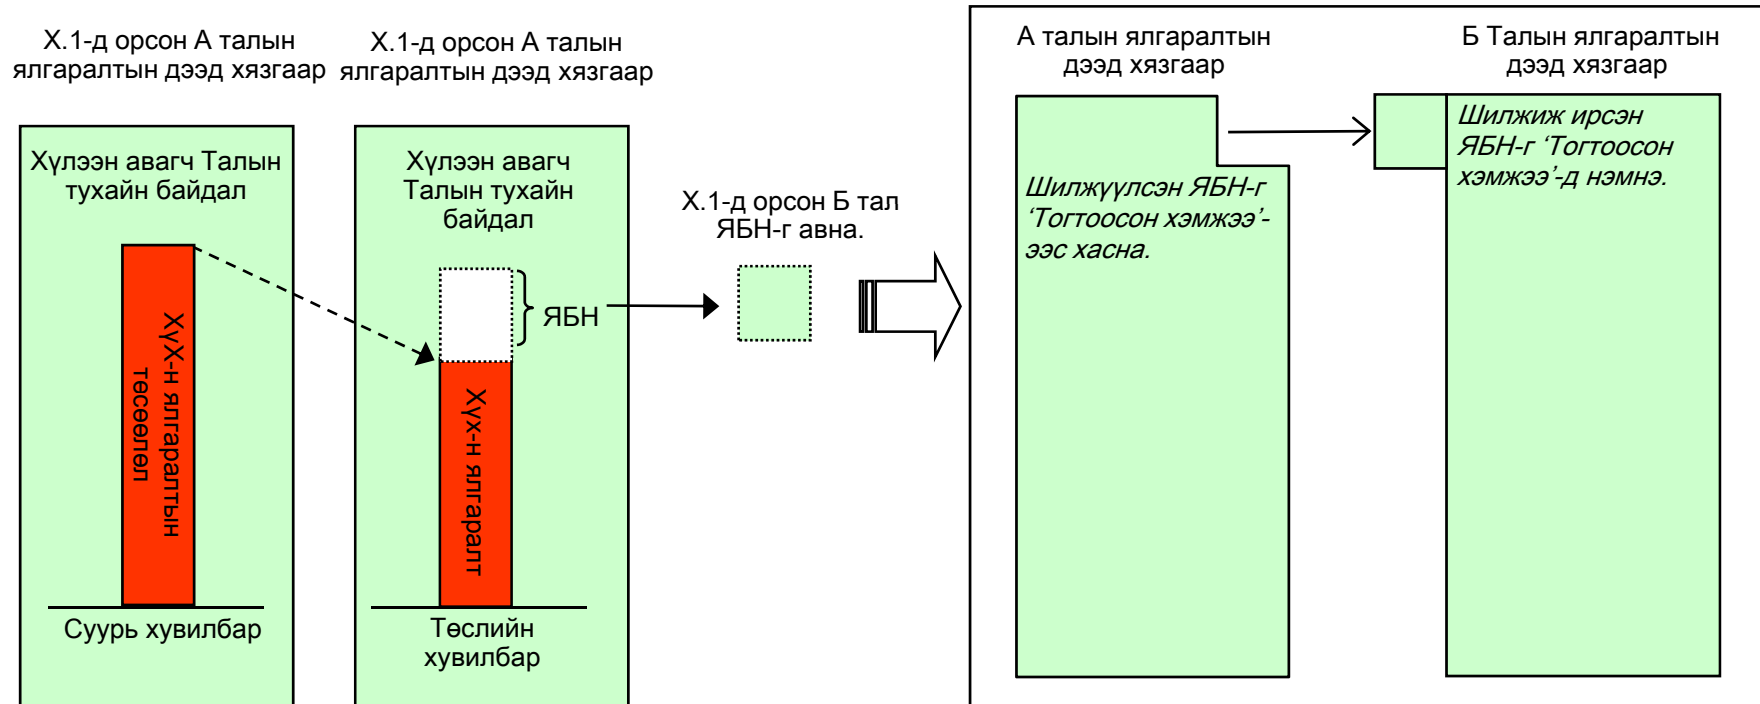 Х.1-д орсон А талын
ялгаралтын дээд хязгаар
Хүлээн авагч Талын
тухайн байдал
ХүХ-н ялгаралтын
төсөөлөл
Суурь хувилбар
Х.1-д орсон А талын
ялгаралтын дээд хязгаар
Хүлээн авагч
Талын тухайн
байдал
ЯБН
Хүх-н ялгаралт
Төслийн
хувилбар
Х.1-д орсон Б тал
ЯБН-г авна.
А талын ялгаралтын
дээд хязгаар
Шилжүүлсэн ЯБН-г
‘Тогтоосон хэмжээ’-
ээс хасна.
Б Талын ялгаралтын
дээд хязгаар
Шилжиж ирсэн
ЯБН-г ‘Тогтоосон
хэмжээ’-д нэмнэ.